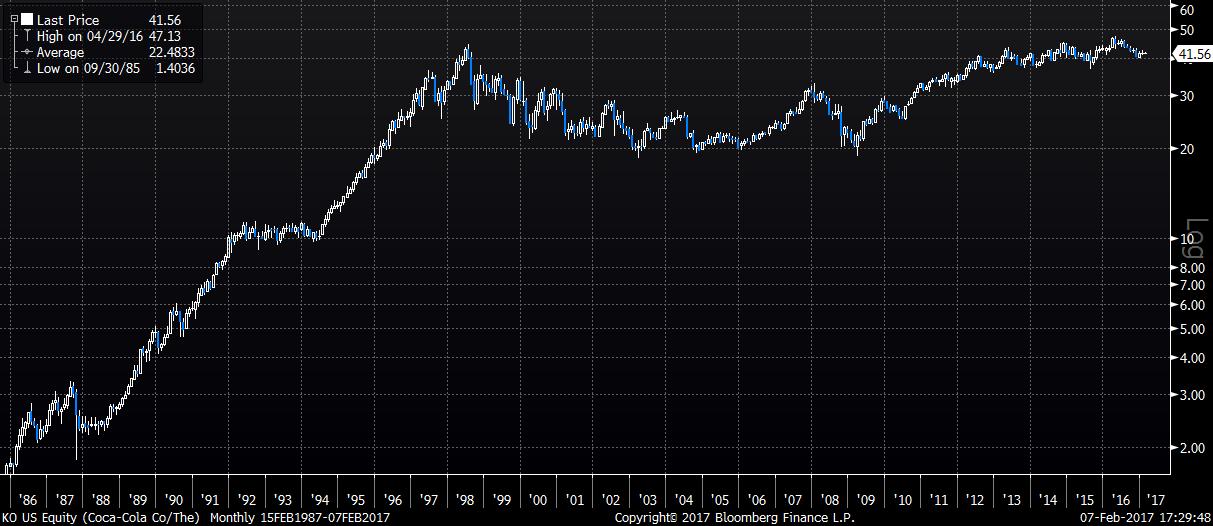 Last Price 41.56
High on 04/29/16 47.13
Average 22.4833
Low on 09/30/85 1.4036
60
50
41.56
30
20
10
Log
8.00
7.00
6.00
5.00
4.00
3.00
2.00
'86 '87 '88 '89 '90 '91 '92 '93 '94 '95 '96 '97 '98 '99 '00 '01 '02 '03 '04 '05 '06 '07 '08 '09 '10 '11 '12 '13 '14 '15 '16 '17
KO US Equity (Coca-Cola Co/The) Monthly 15FEB1987-07FEB2017 Copyright© 2017 Bloomberg Finance L.P. 07-Feb-2017 17:29:48